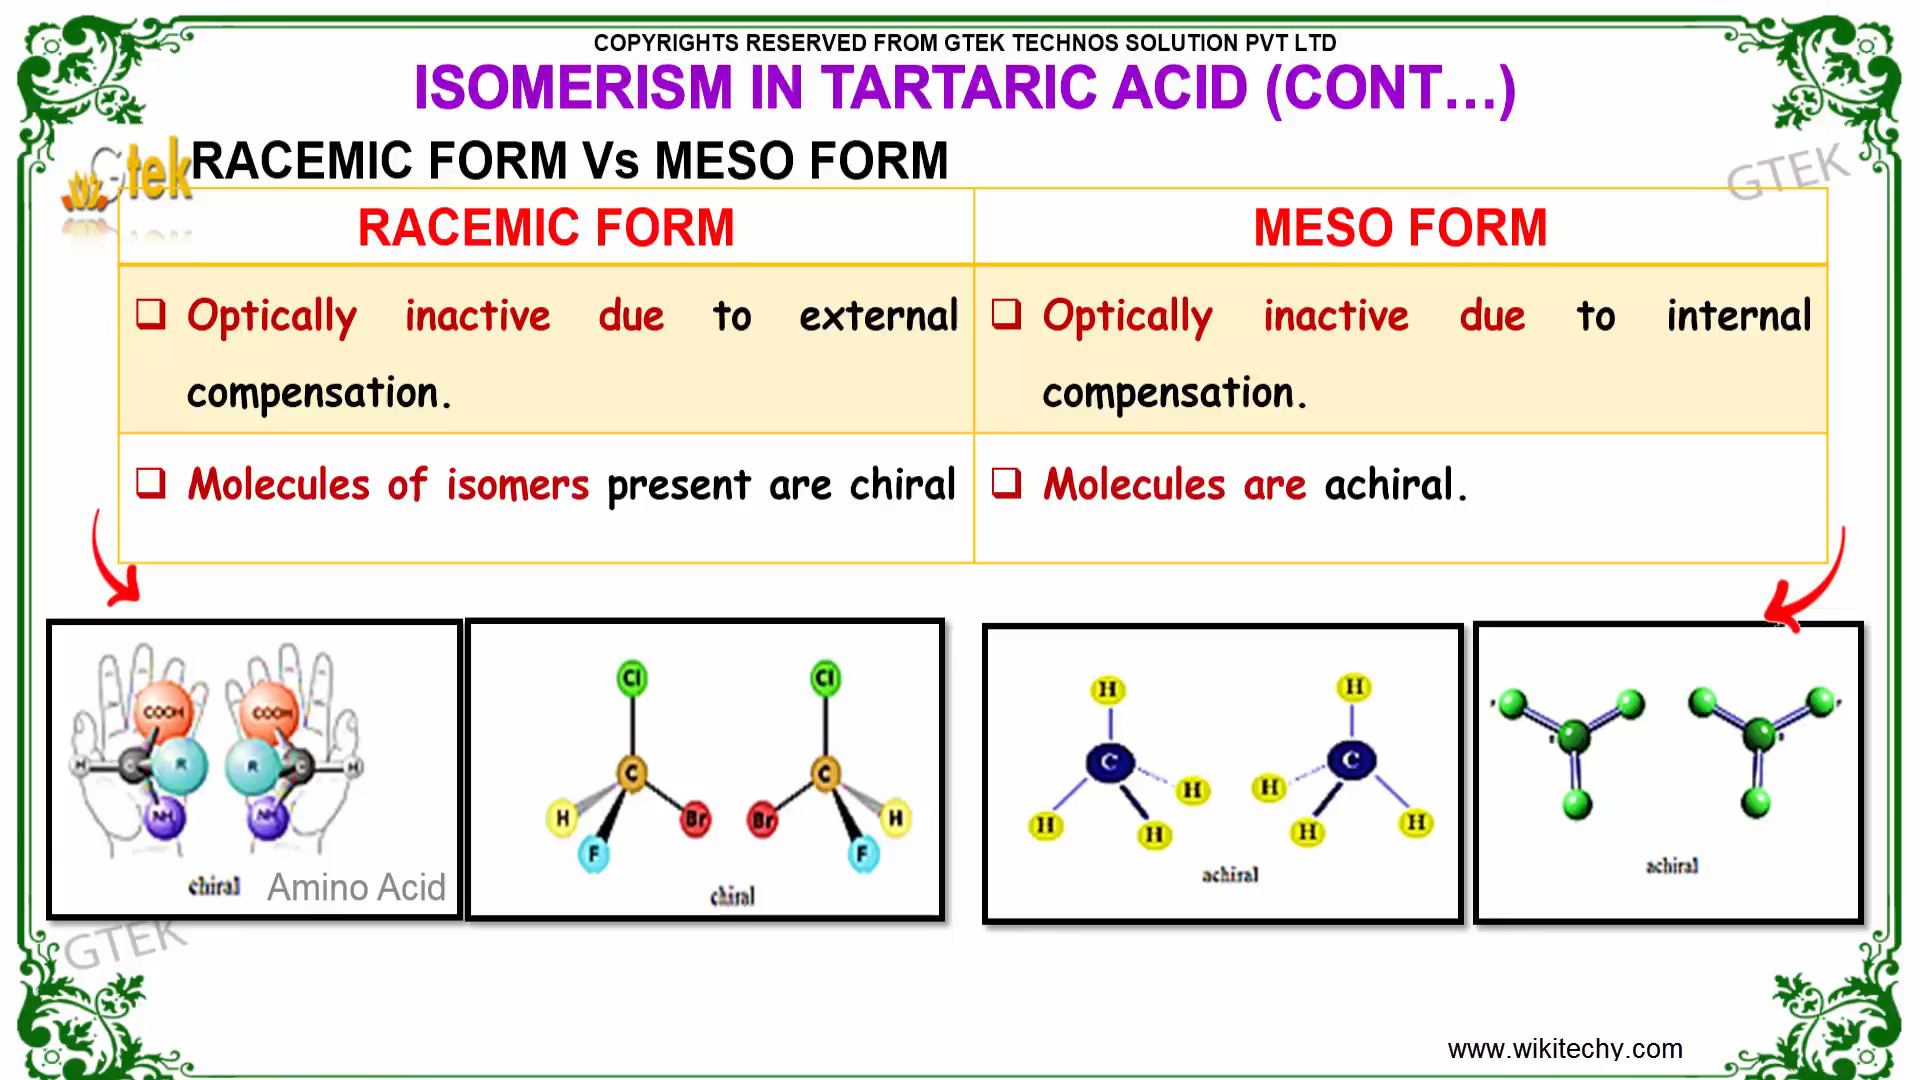 COPYRIGHTS RESERVED FROM GTEK TECHNOS SOLUTION PVT LTD
ISOMERISM IN TARTARIC ACID (CONT...)
Gtek
RACEMIC FORM Vs MESO FORM
GTEK
RACEMIC FORM
MESO FORM
❑ Optically inactive due to external
compensation.
❑ Optically inactive due to internal
compensation.
❑ Molecules of isomers present are chiral
❑ Molecules are achiral.
COOH COOH
H C R R C H
NH NH
chiral Amino Acid
Cl Cl
C C
H Br Br H
F F
chiral
H H
C C
H H
H H H H
achiral
achiral
GTEK
www.wikitechy.com